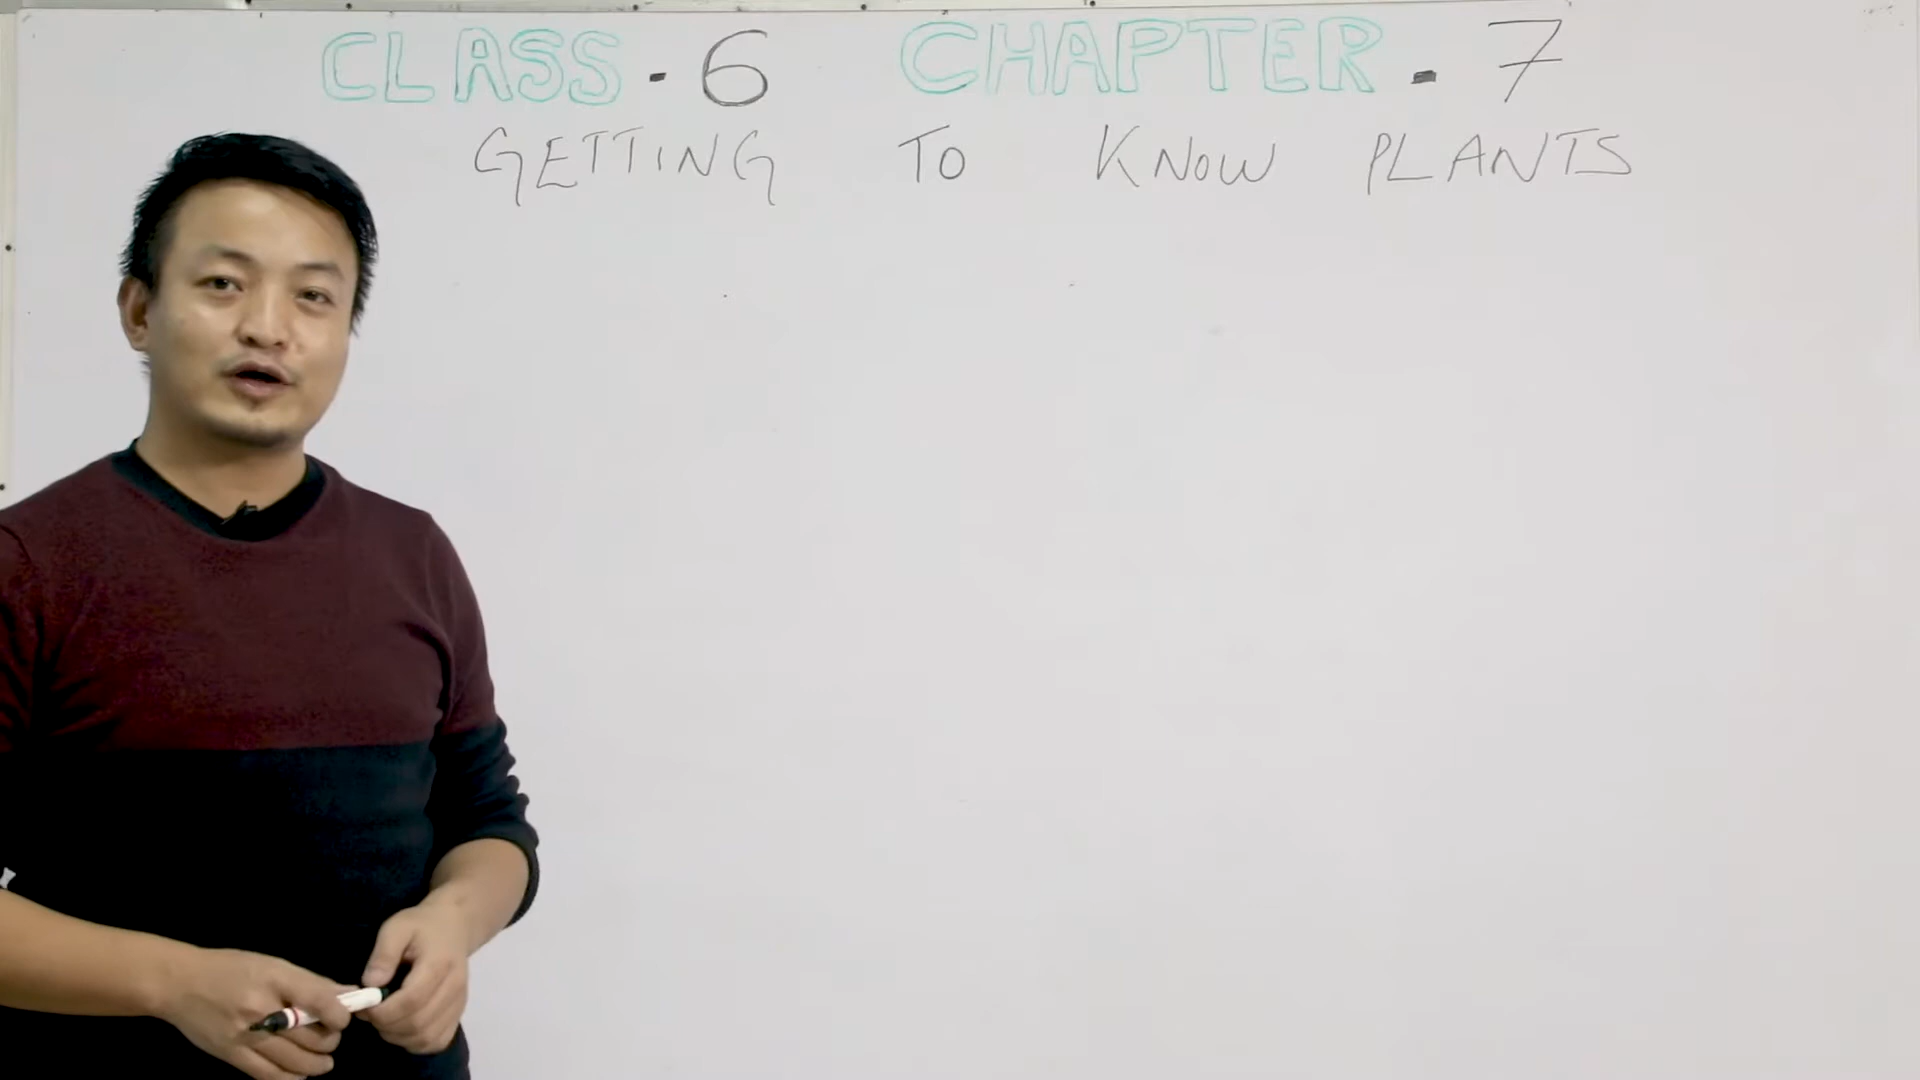 CLASS - 6 CHAPTER - 7
GETTING TO KNOW PLANTS